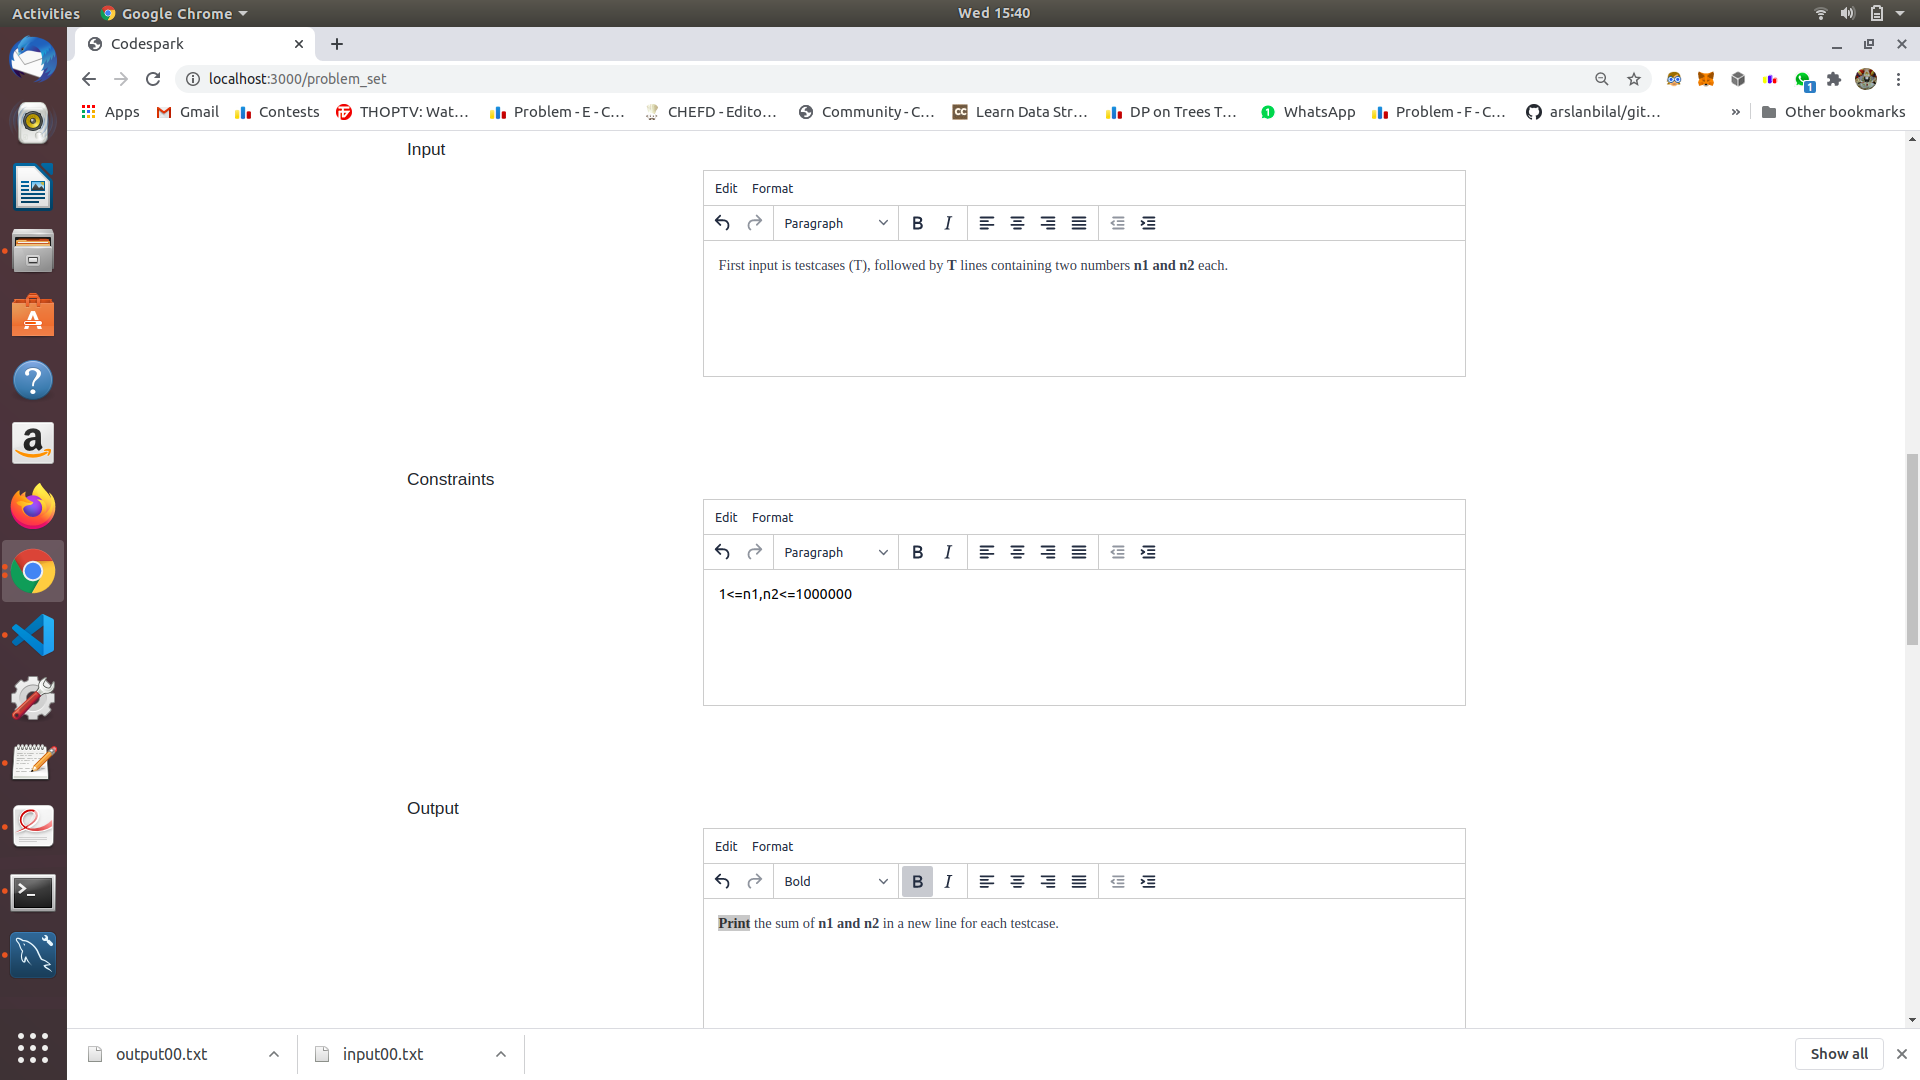 Activities Google Chrome Wed 15:40
Codespark
localhost:3000/problem_set
1
Apps Gmail Contests THOPTV: Wat... Problem - E - C... CHEFD - Edito... Community - C... CC Learn Data Str... DP on Trees T... 1 WhatsApp Problem - F - C... arslanbilal/git... » Other bookmarks
Input
Edit Format
Paragraph B I
First input is testcases (T), followed by T lines containing two numbers n1 and n2 each.
Constraints
Edit Format
Paragraph B I
1<=n1,n2<=1000000
Output
Edit Format
Bold B I
Print the sum of n1 and n2 in a new line for each testcase.
output00.txt input00.txt Show all